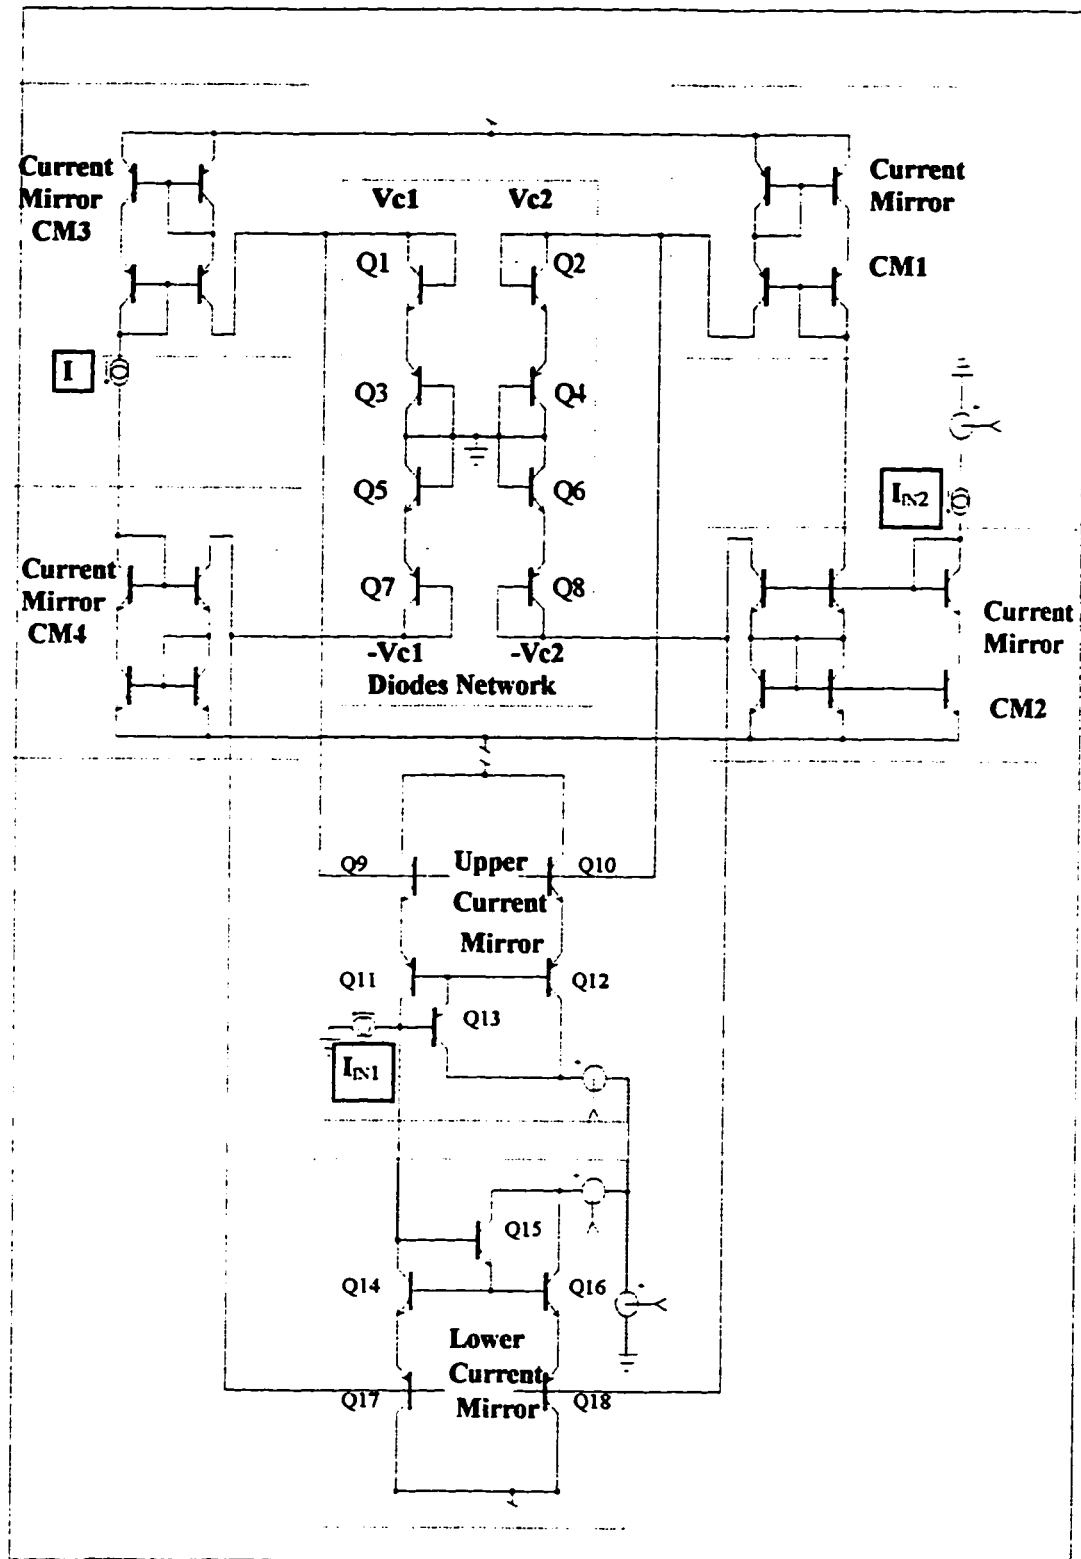 Current
Mirror
CM3
Vc1
Vc2
Current
Mirror
CM1
Q1
Q2
I
Q3
Q4
Q5
Q6
IIN2
Current
Mirror
CM4
Q7
Q8
Current
Mirror
CM2
-Vc1
-Vc2
Diodes Network
Q9
Upper
Current
Mirror
Q10
Q11
Q12
Q13
IIN1
Q15
Q14
Q16
Lower
Current
Mirror
Q17
Q18